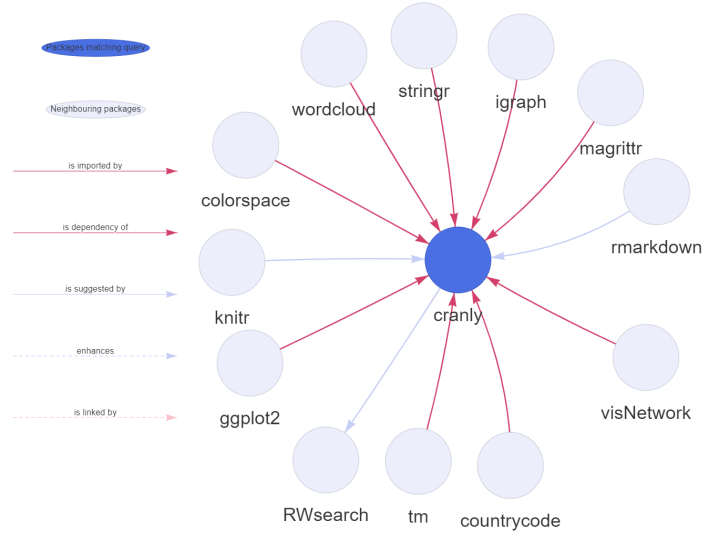 Packages matching query
Neighbouring packages
is imported by
is dependency of
is suggested by
enhances
is linked by
wordcloud
stringr
igraph
magrittr
colorspace
rmarkdown
knitr
cranly
ggplot2
visNetwork
RWsearch
tm
countrycode